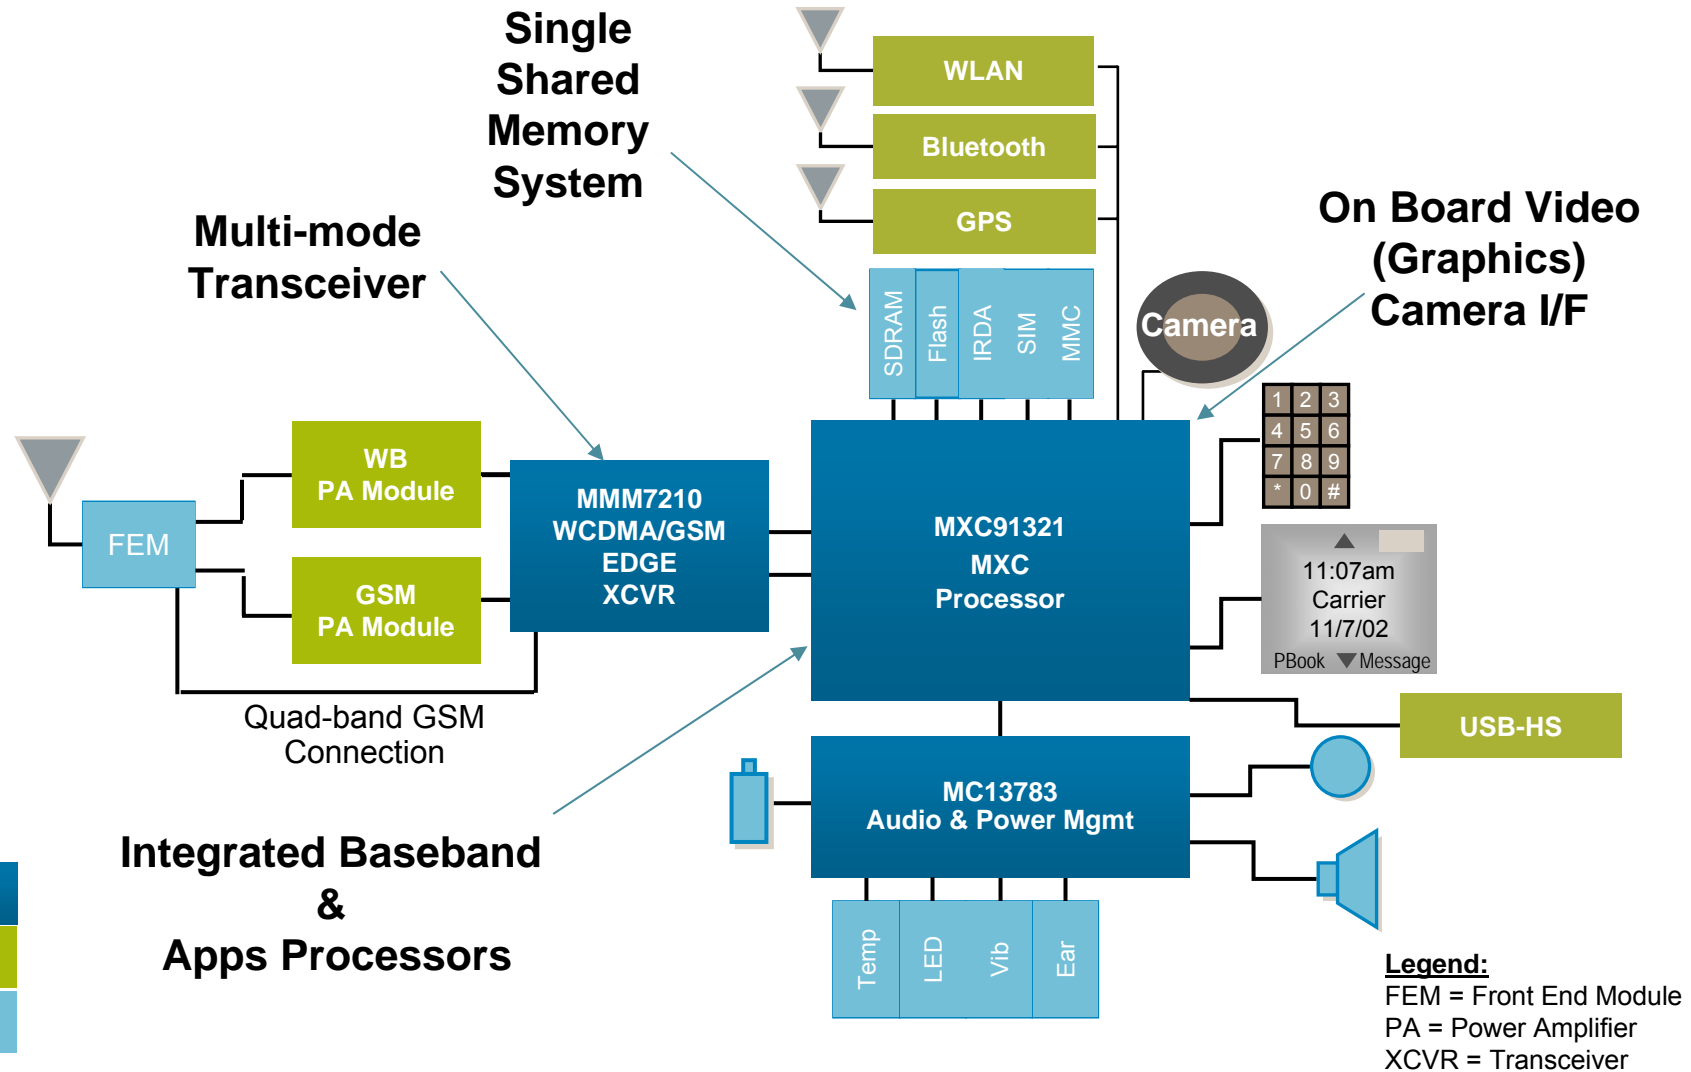 Single
Shared
Memory
System
WLAN
Bluetooth
GPS
On Board Video
(Graphics)
Camera I/F
Multi-mode
Transceiver
SDRAM
Flash
IRDA
SIM
MMC
Camera
1 2 3
4 5 6
7 8 9
* 0 #
WB
PA Module
FEM
GSM
PA Module
MMM7210
WCDMA/GSM
EDGE
XCVR
MXC91321
MXC
Processor
11:07am
Carrier
11/7/02
PBook Message
Quad-band GSM
Connection
USB-HS
MC13783
Audio & Power Mgmt
Integrated Baseband
&
Apps Processors
Temp
LED
Vib
Ear
Legend:
FEM = Front End Module
PA = Power Amplifier
XCVR = Transceiver